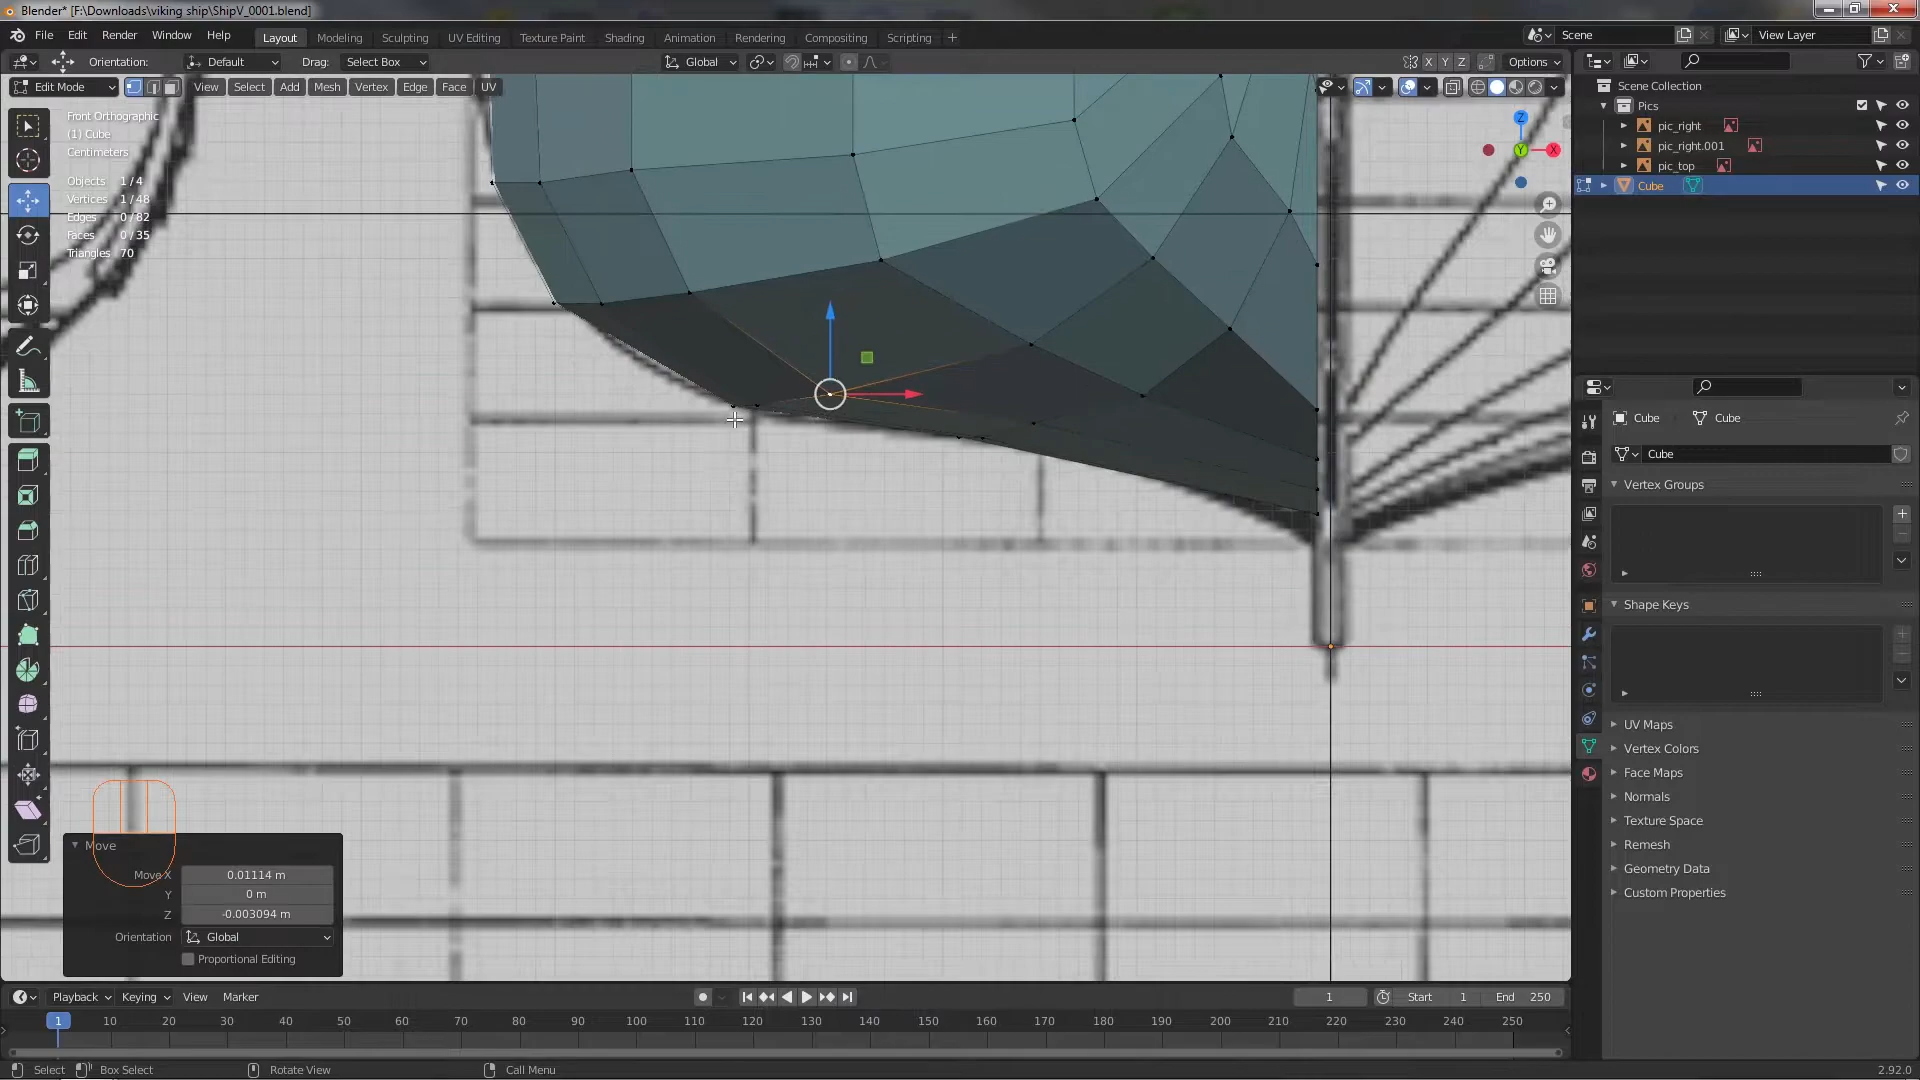 Blender* [F:\Downloads\viking ship\ShipV_0001.blend]
File Edit Render Window Help Layout Modeling Sculpting UV Editing Texture Paint Shading Animation Rendering Compositing Scripting + Scene View Layer
Orientation: Default Drag: Select Box Global X Y Z Options
Edit Mode View Select Add Mesh Vertex Edge Face UV
Scene Collection
Pics
pic_right
pic_right.001
pic_top
Cube
Front Orthographic
(1) Cube
Centimeters
Objects 1/4
Vertices 1/48
Edges 0/82
Faces 0/35
Triangles 70
Z
Y
X
Cube Cube
Cube
Vertex Groups
Shape Keys
UV Maps
Vertex Colors
Face Maps
Normals
Texture Space
Remesh
Geometry Data
Custom Properties
Move
Move X 0.01114 m
Y 0 m
Z -0.003094 m
Orientation Global
Proportional Editing
Playback Keying View Marker 1 Start 1 End 250
1 10 20 30 40 50 60 70 80 90 100 110 120 130 140 150 160 170 180 190 200 210 220 230 240 250
Select Box Select Rotate View Call Menu 2.92.0